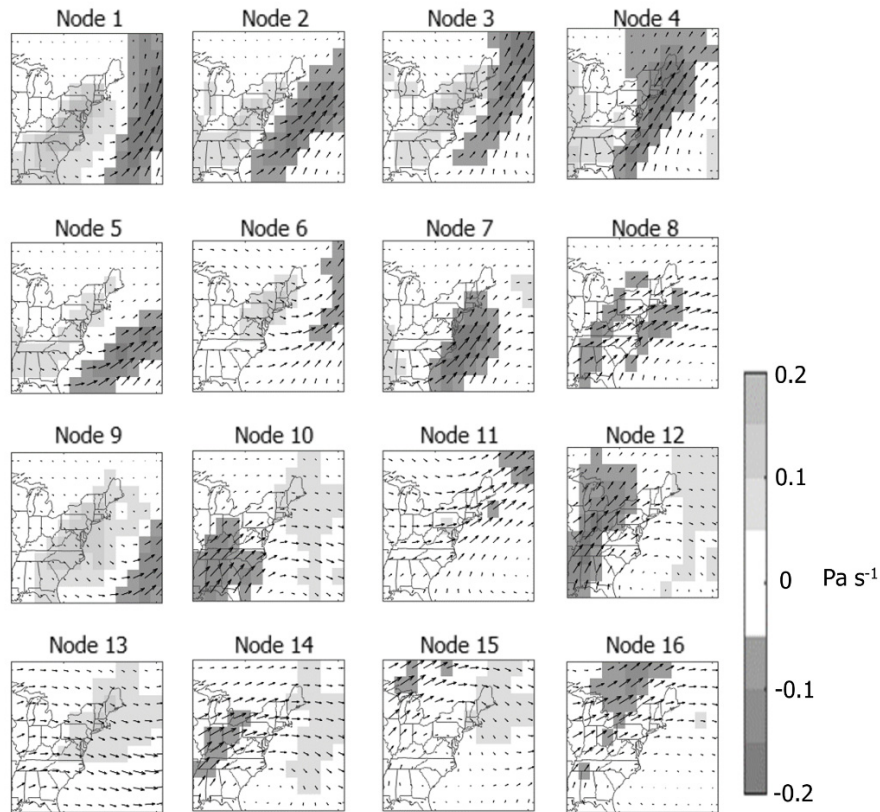 Node 1 Node 2 Node 3 Node 4
Node 5 Node 6 Node 7 Node 8
Node 9 Node 10 Node 11 Node 12
Node 13 Node 14 Node 15 Node 16
0.2
0.1
0 Pa s⁻¹
-0.1
-0.2